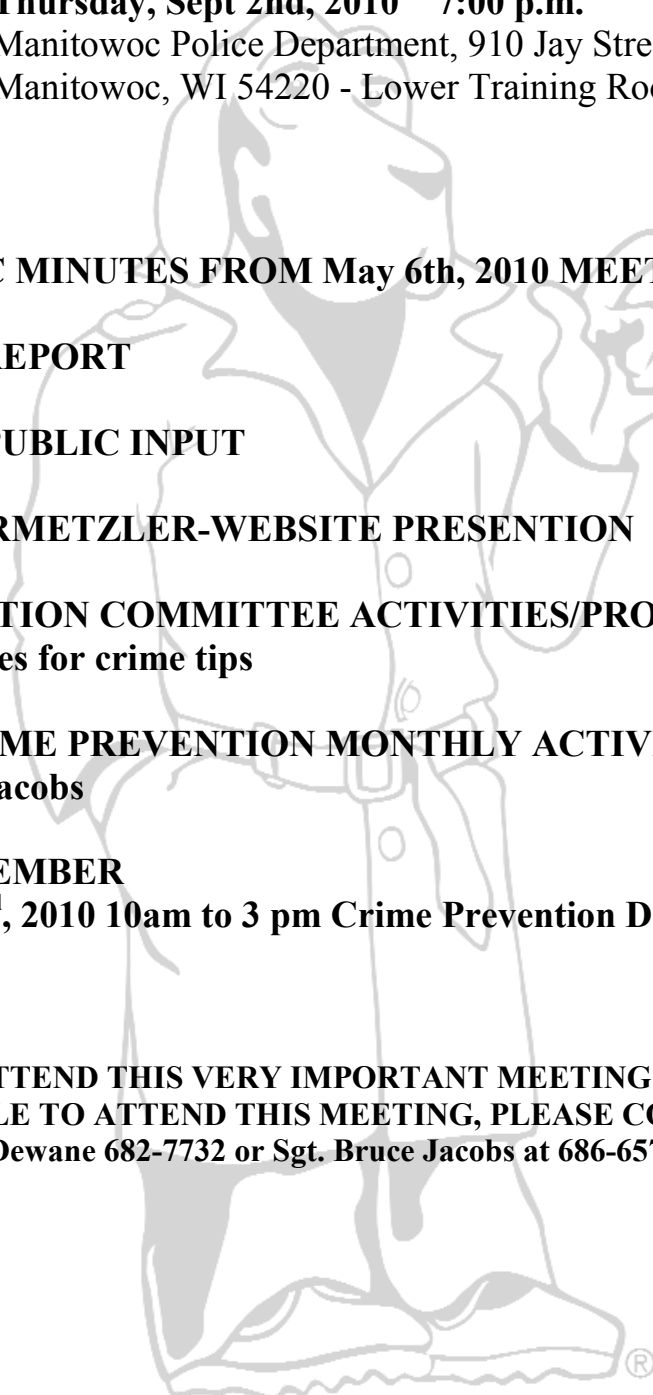 Thursday, Sept 2nd, 2010 7:00 p.m.
Manitowoc Police Department, 910 Jay Stre
Manitowoc, WI 54220 - Lower Training Roo
C MINUTES FROM May 6th, 2010 MEET
REPORT
PUBLIC INPUT
RMETZLER-WEBSITE PRESENTION
TION COMMITTEE ACTIVITIES/PRO
es for crime tips
ME PREVENTION MONTHLY ACTIV
acobs
EMBER
, 2010 10am to 3 pm Crime Prevention D
TTEND THIS VERY IMPORTANT MEETING
LE TO ATTEND THIS MEETING, PLEASE CO
Dewane 682-7732 or Sgt. Bruce Jacobs at 686-657
®